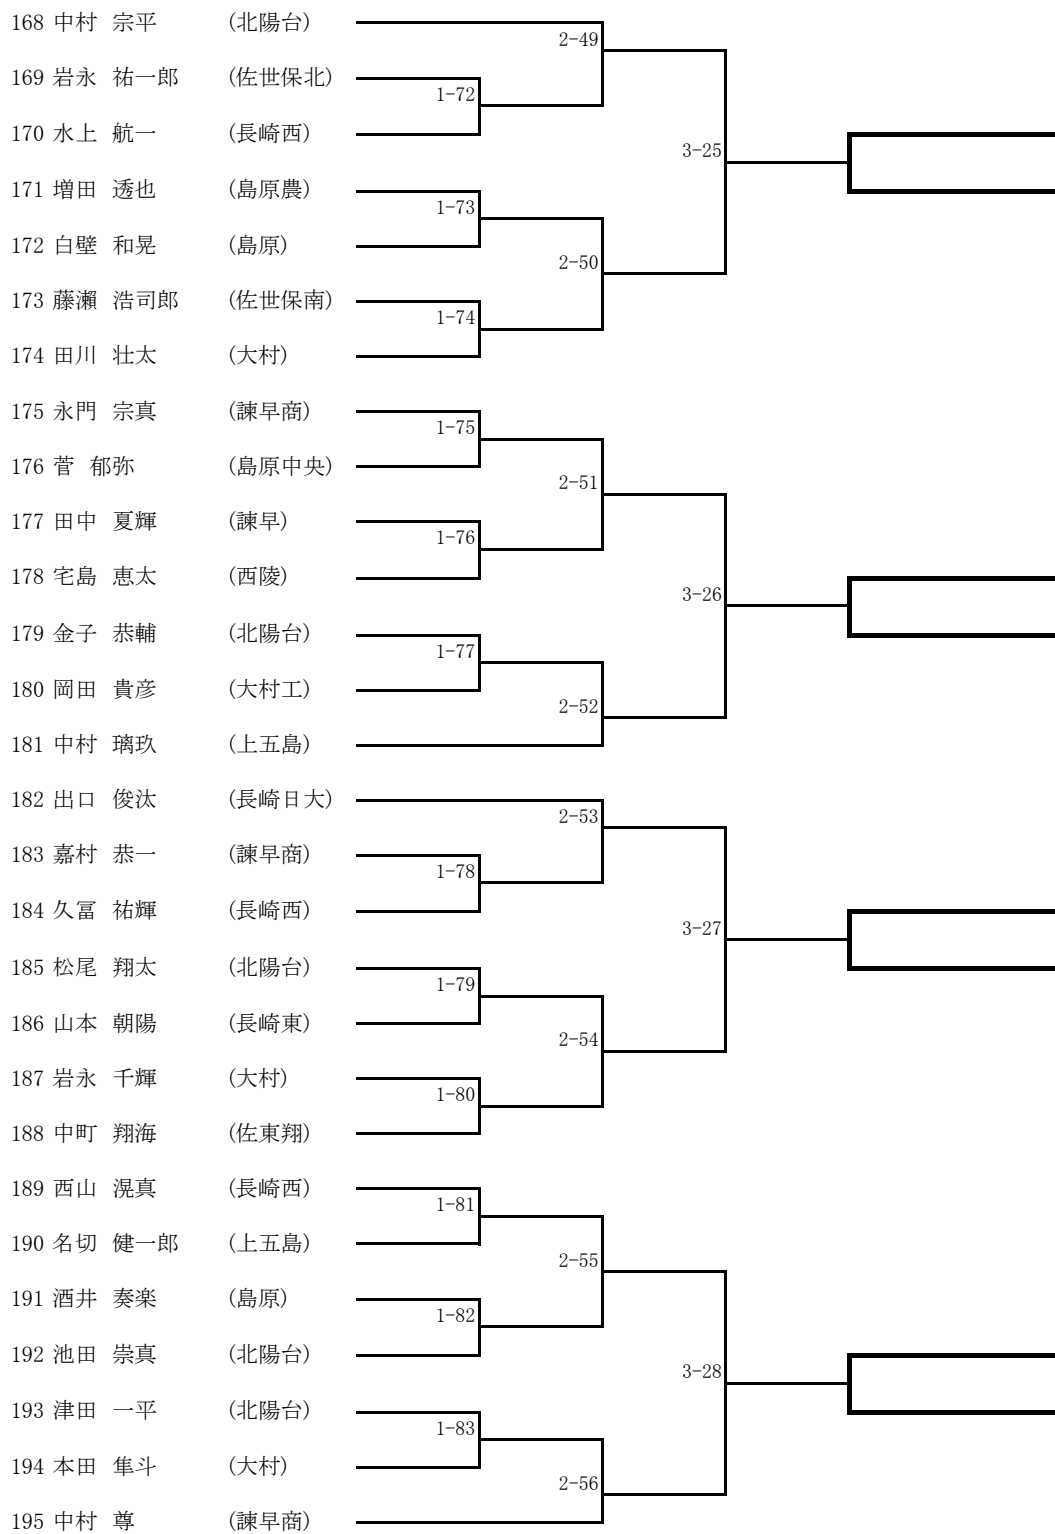 168 中村 宗平 (北陽台)
2-49
169 岩永 祐一郎 (佐世保北)
1-72
170 水上 航一 (長崎西)
3-25
171 増田 透也 (島原農)
1-73
172 白壁 和晃 (島原)
2-50
173 藤瀬 浩司郎 (佐世保南)
1-74
174 田川 壮太 (大村)
175 永門 宗真 (諫早商)
1-75
176 菅 郁弥 (島原中央)
2-51
177 田中 夏輝 (諫早)
1-76
178 宅島 恵太 (西陵)
3-26
179 金子 恭輔 (北陽台)
1-77
180 岡田 貴彦 (大村工)
2-52
181 中村 璃玖 (上五島)
182 出口 俊汰 (長崎日大)
2-53
183 嘉村 恭一 (諫早商)
1-78
184 久冨 祐輝 (長崎西)
3-27
185 松尾 翔太 (北陽台)
1-79
186 山本 朝陽 (長崎東)
2-54
187 岩永 千輝 (大村)
1-80
188 中町 翔海 (佐東翔)
189 西山 滉真 (長崎西)
1-81
190 名切 健一郎 (上五島)
2-55
191 酒井 奏楽 (島原)
1-82
192 池田 崇真 (北陽台)
3-28
193 津田 一平 (北陽台)
1-83
194 本田 隼斗 (大村)
2-56
195 中村 尊 (諫早商)